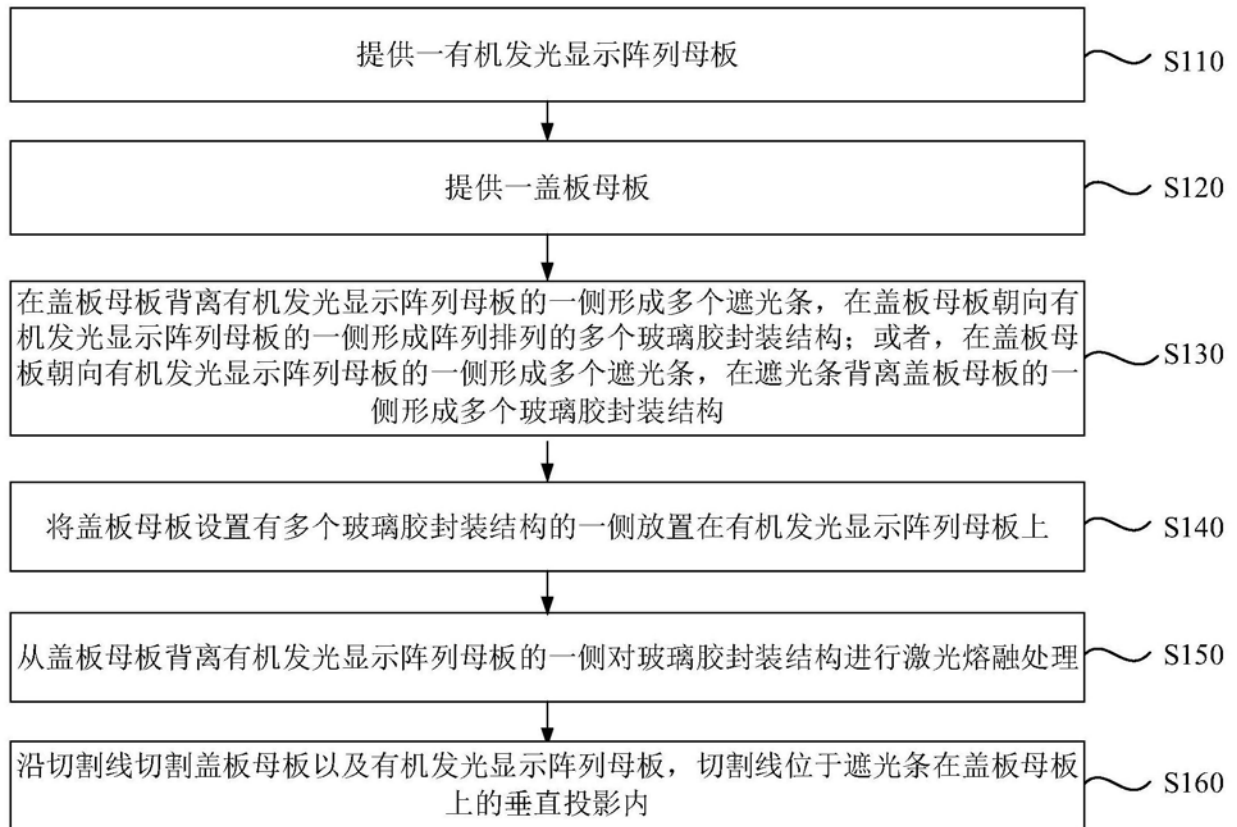 提供一有机发光显示阵列母板
S110
提供一盖板母板
S120
在盖板母板背离有机发光显示阵列母板的一侧形成多个遮光条，在盖板母板朝向有
机发光显示阵列母板的一侧形成阵列排列的多个玻璃胶封装结构；或者，在盖板母
板朝向有机发光显示阵列母板的一侧形成多个遮光条，在遮光条背离盖板母板的一
侧形成多个玻璃胶封装结构
S130
将盖板母板设置有多个玻璃胶封装结构的一侧放置在有机发光显示阵列母板上
S140
从盖板母板背离有机发光显示阵列母板的一侧对玻璃胶封装结构进行激光熔融处理
S150
沿切割线切割盖板母板以及有机发光显示阵列母板，切割线位于遮光条在盖板母板
上的垂直投影内
S160